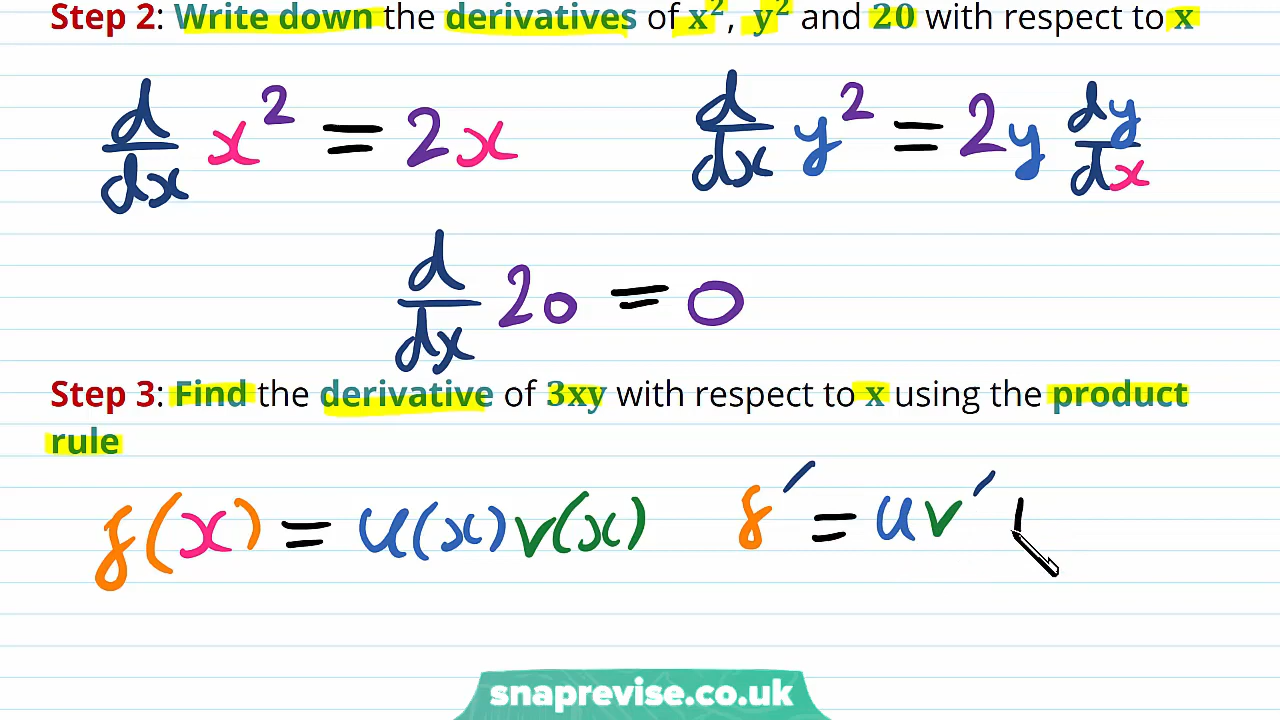 Step 2: Write down the derivatives of x², y² and 20 with respect to x
d/dx x² = 2x
d/dx y² = 2y dy/dx
d/dx 20 = 0
Step 3: Find the derivative of 3xy with respect to x using the product
rule
f(x) = u(x)v(x) f′ = uv′
snaprevise.co.uk